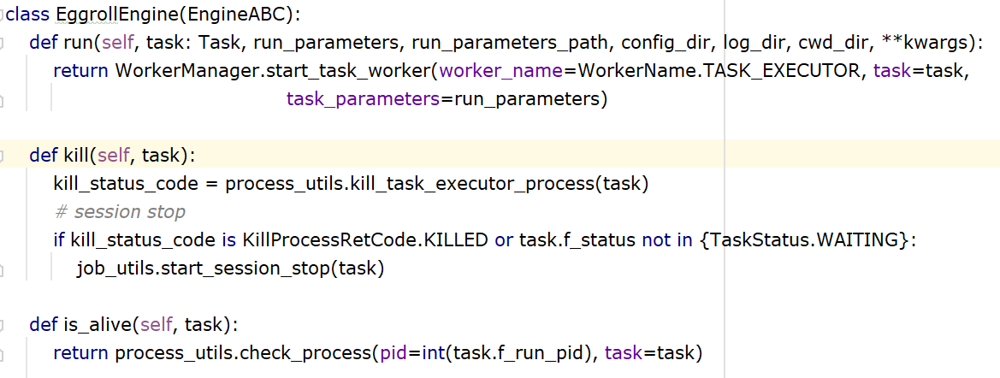 class EggrollEngine(EngineABC):
    def run(self, task: Task, run_parameters, run_parameters_path, config_dir, log_dir, cwd_dir, **kwargs):
        return WorkerManager.start_task_worker(worker_name=WorkerName.TASK_EXECUTOR, task=task,
                                               task_parameters=run_parameters)

    def kill(self, task):
        kill_status_code = process_utils.kill_task_executor_process(task)
        # session stop
        if kill_status_code is KillProcessRetCode.KILLED or task.f_status not in {TaskStatus.WAITING}:
            job_utils.start_session_stop(task)

    def is_alive(self, task):
        return process_utils.check_process(pid=int(task.f_run_pid), task=task)